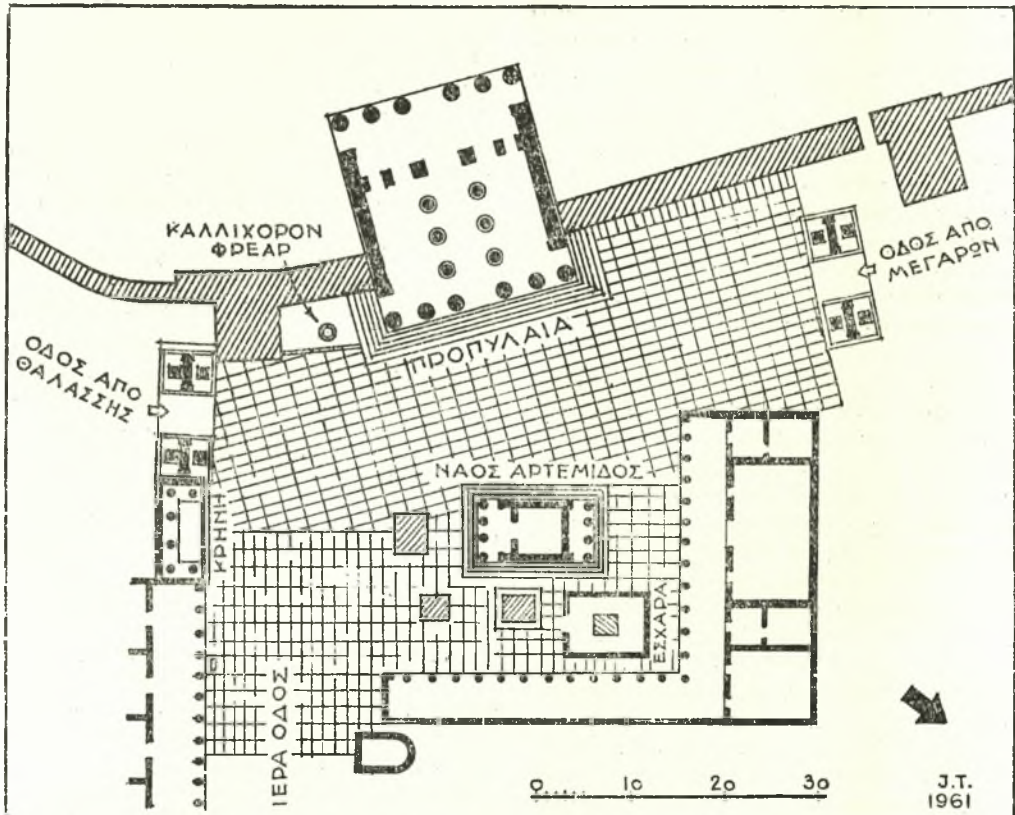 ΚΑΛΛΙΧΟΡΟΝ
ΦΡΕΑΡ
ΟΔΟΣ ΑΠΟ
ΜΕΓΑΡΩΝ
ΠΡΟΠΥΛΑΙΑ
ΟΔΟΣ ΑΠΟ
ΘΑΛΑΣΣΗΣ
ΝΑΟΣ ΑΡΤΕΜΙΔΟΣ
ΚΡΗΝΗ
ΕΣΧΑΡΑ
ΙΕΡΑ ΟΔΟΣ
0 10 20 30
J.T.
1961